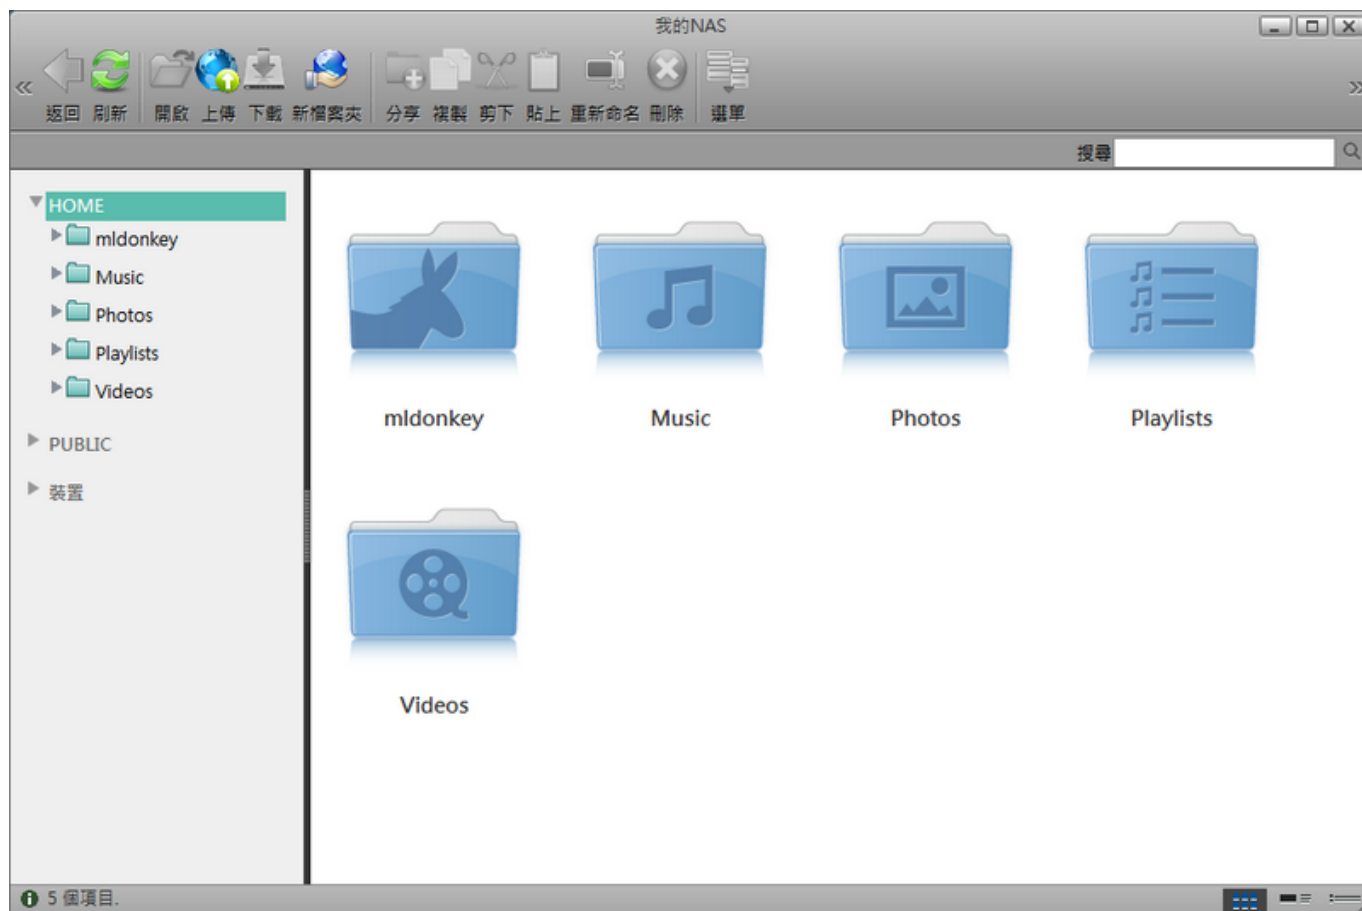 我的NAS
返回 刷新 開啟 上傳 下載 新檔案夾 分享 複製 剪下 貼上 重新命名 刪除 選單
搜尋
HOME
mldonkey
Music
Photos
Playlists
Videos
PUBLIC
裝置
mldonkey Music Photos Playlists
Videos
5 個項目.